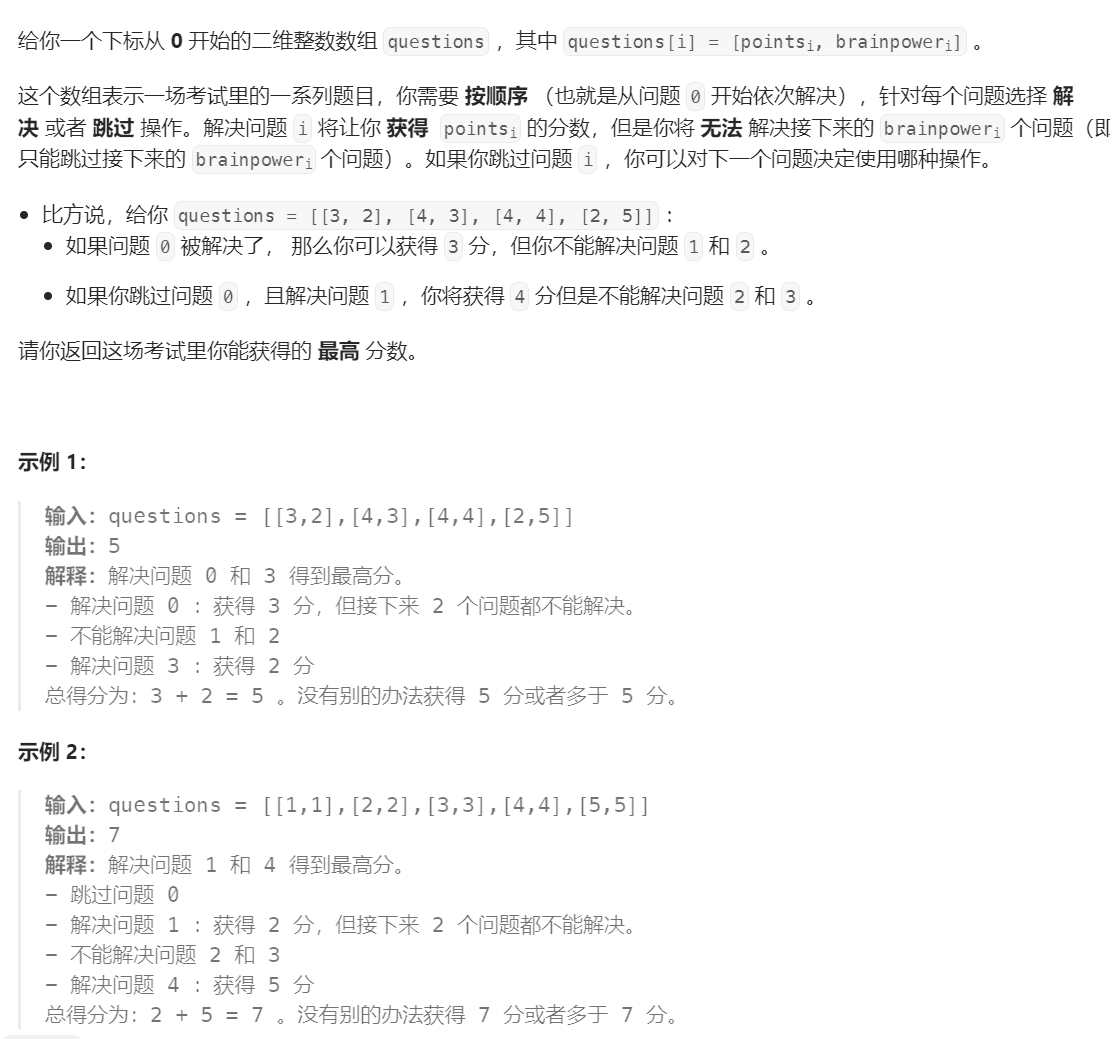 给你一个下标从 0 开始的二维整数数组 questions ，其中 questions[i] = [pointsᵢ, brainpowerᵢ] 。
这个数组表示一场考试里的一系列题目，你需要 按顺序 （也就是从问题 0 开始依次解决），针对每个问题选择 解
决 或者 跳过 操作。解决问题 i 将让你 获得 pointsᵢ 的分数，但是你将 无法 解决接下来的 brainpowerᵢ 个问题（即
只能跳过接下来的 brainpowerᵢ 个问题）。如果你跳过问题 i ，你可以对下一个问题决定使用哪种操作。
• 比方说，给你 questions = [[3, 2], [4, 3], [4, 4], [2, 5]] ：
• 如果问题 0 被解决了， 那么你可以获得 3 分，但你不能解决问题 1 和 2 。
• 如果你跳过问题 0 ，且解决问题 1 ，你将获得 4 分但是不能解决问题 2 和 3 。
请你返回这场考试里你能获得的 最高 分数。
示例 1：
输入：questions = [[3,2],[4,3],[4,4],[2,5]]
输出：5
解释：解决问题 0 和 3 得到最高分。
- 解决问题 0 ：获得 3 分，但接下来 2 个问题都不能解决。
- 不能解决问题 1 和 2
- 解决问题 3 ：获得 2 分
总得分为：3 + 2 = 5 。没有别的办法获得 5 分或者多于 5 分。
示例 2：
输入：questions = [[1,1],[2,2],[3,3],[4,4],[5,5]]
输出：7
解释：解决问题 1 和 4 得到最高分。
- 跳过问题 0
- 解决问题 1 ：获得 2 分，但接下来 2 个问题都不能解决。
- 不能解决问题 2 和 3
- 解决问题 4 ：获得 5 分
总得分为：2 + 5 = 7 。没有别的办法获得 7 分或者多于 7 分。